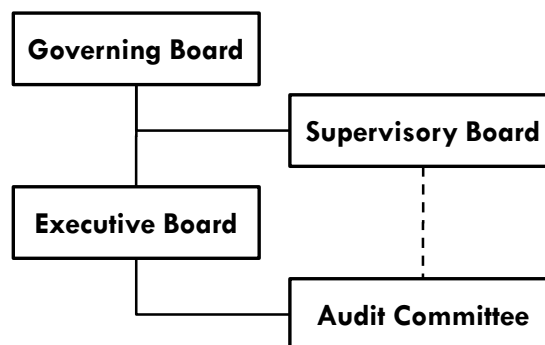 Governing Board
Supervisory Board
Executive Board
Audit Committee